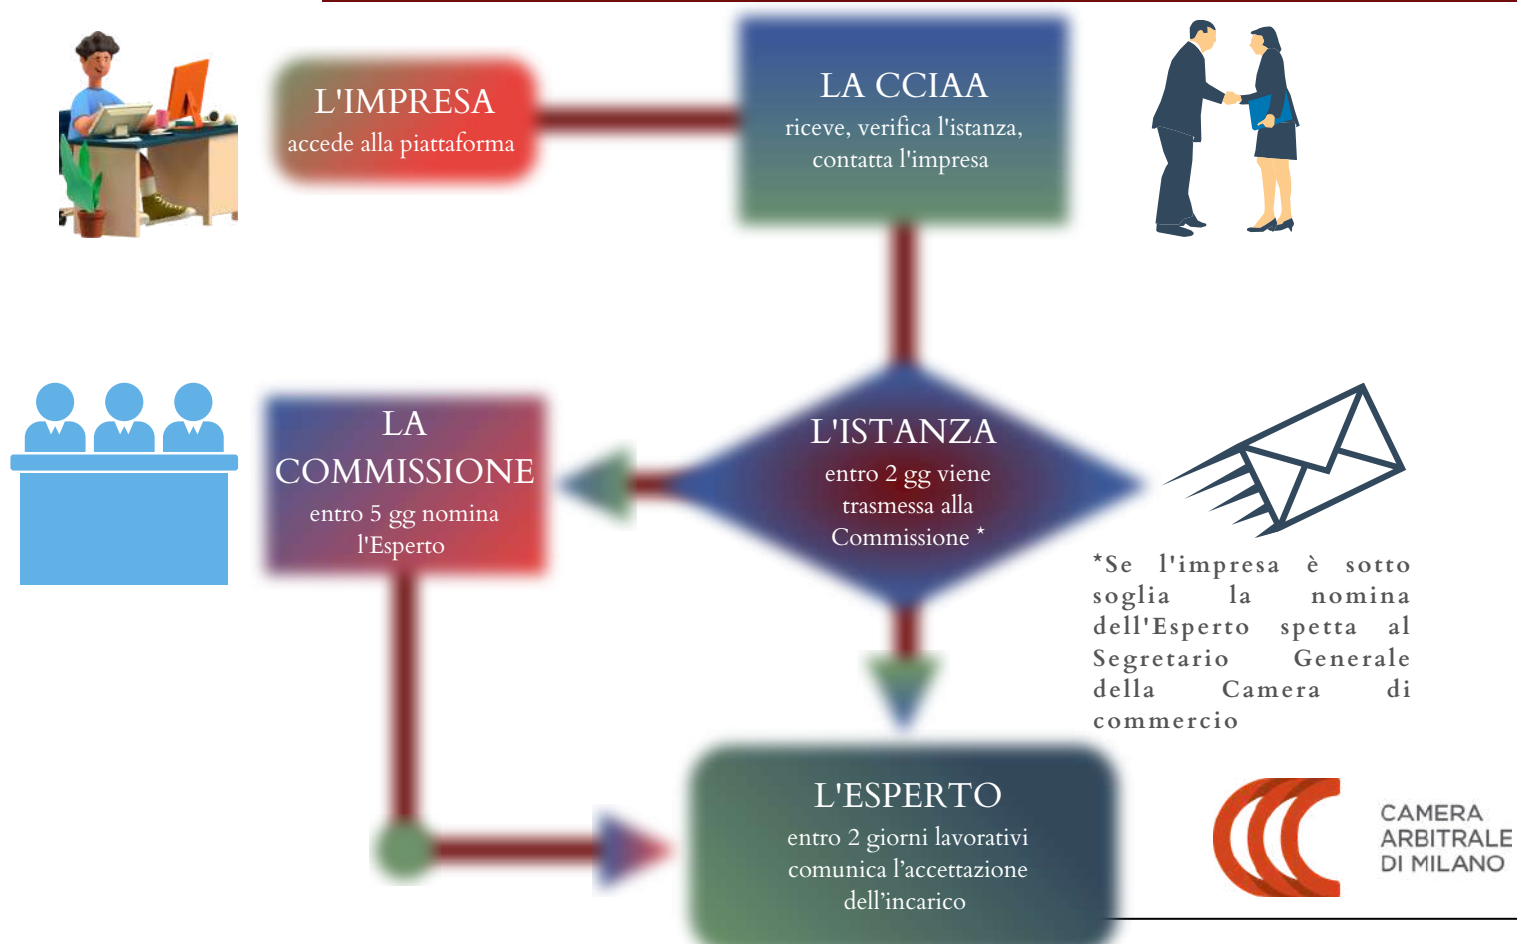 L'IMPRESA
accede alla piattaforma
LA CCIAA
riceve, verifica l'istanza,
contatta l'impresa
L'ISTANZA
entro 2 gg viene
trasmessa alla
Commissione *
*Se l'impresa è sotto
soglia la nomina
dell'Esperto spetta al
Segretario Generale
della Camera di
commercio
LA
COMMISSIONE
entro 5 gg nomina
l'Esperto
L'ESPERTO
entro 2 giorni lavorativi
comunica l’accettazione
dell’incarico
CAMERA
ARBITRALE
DI MILANO